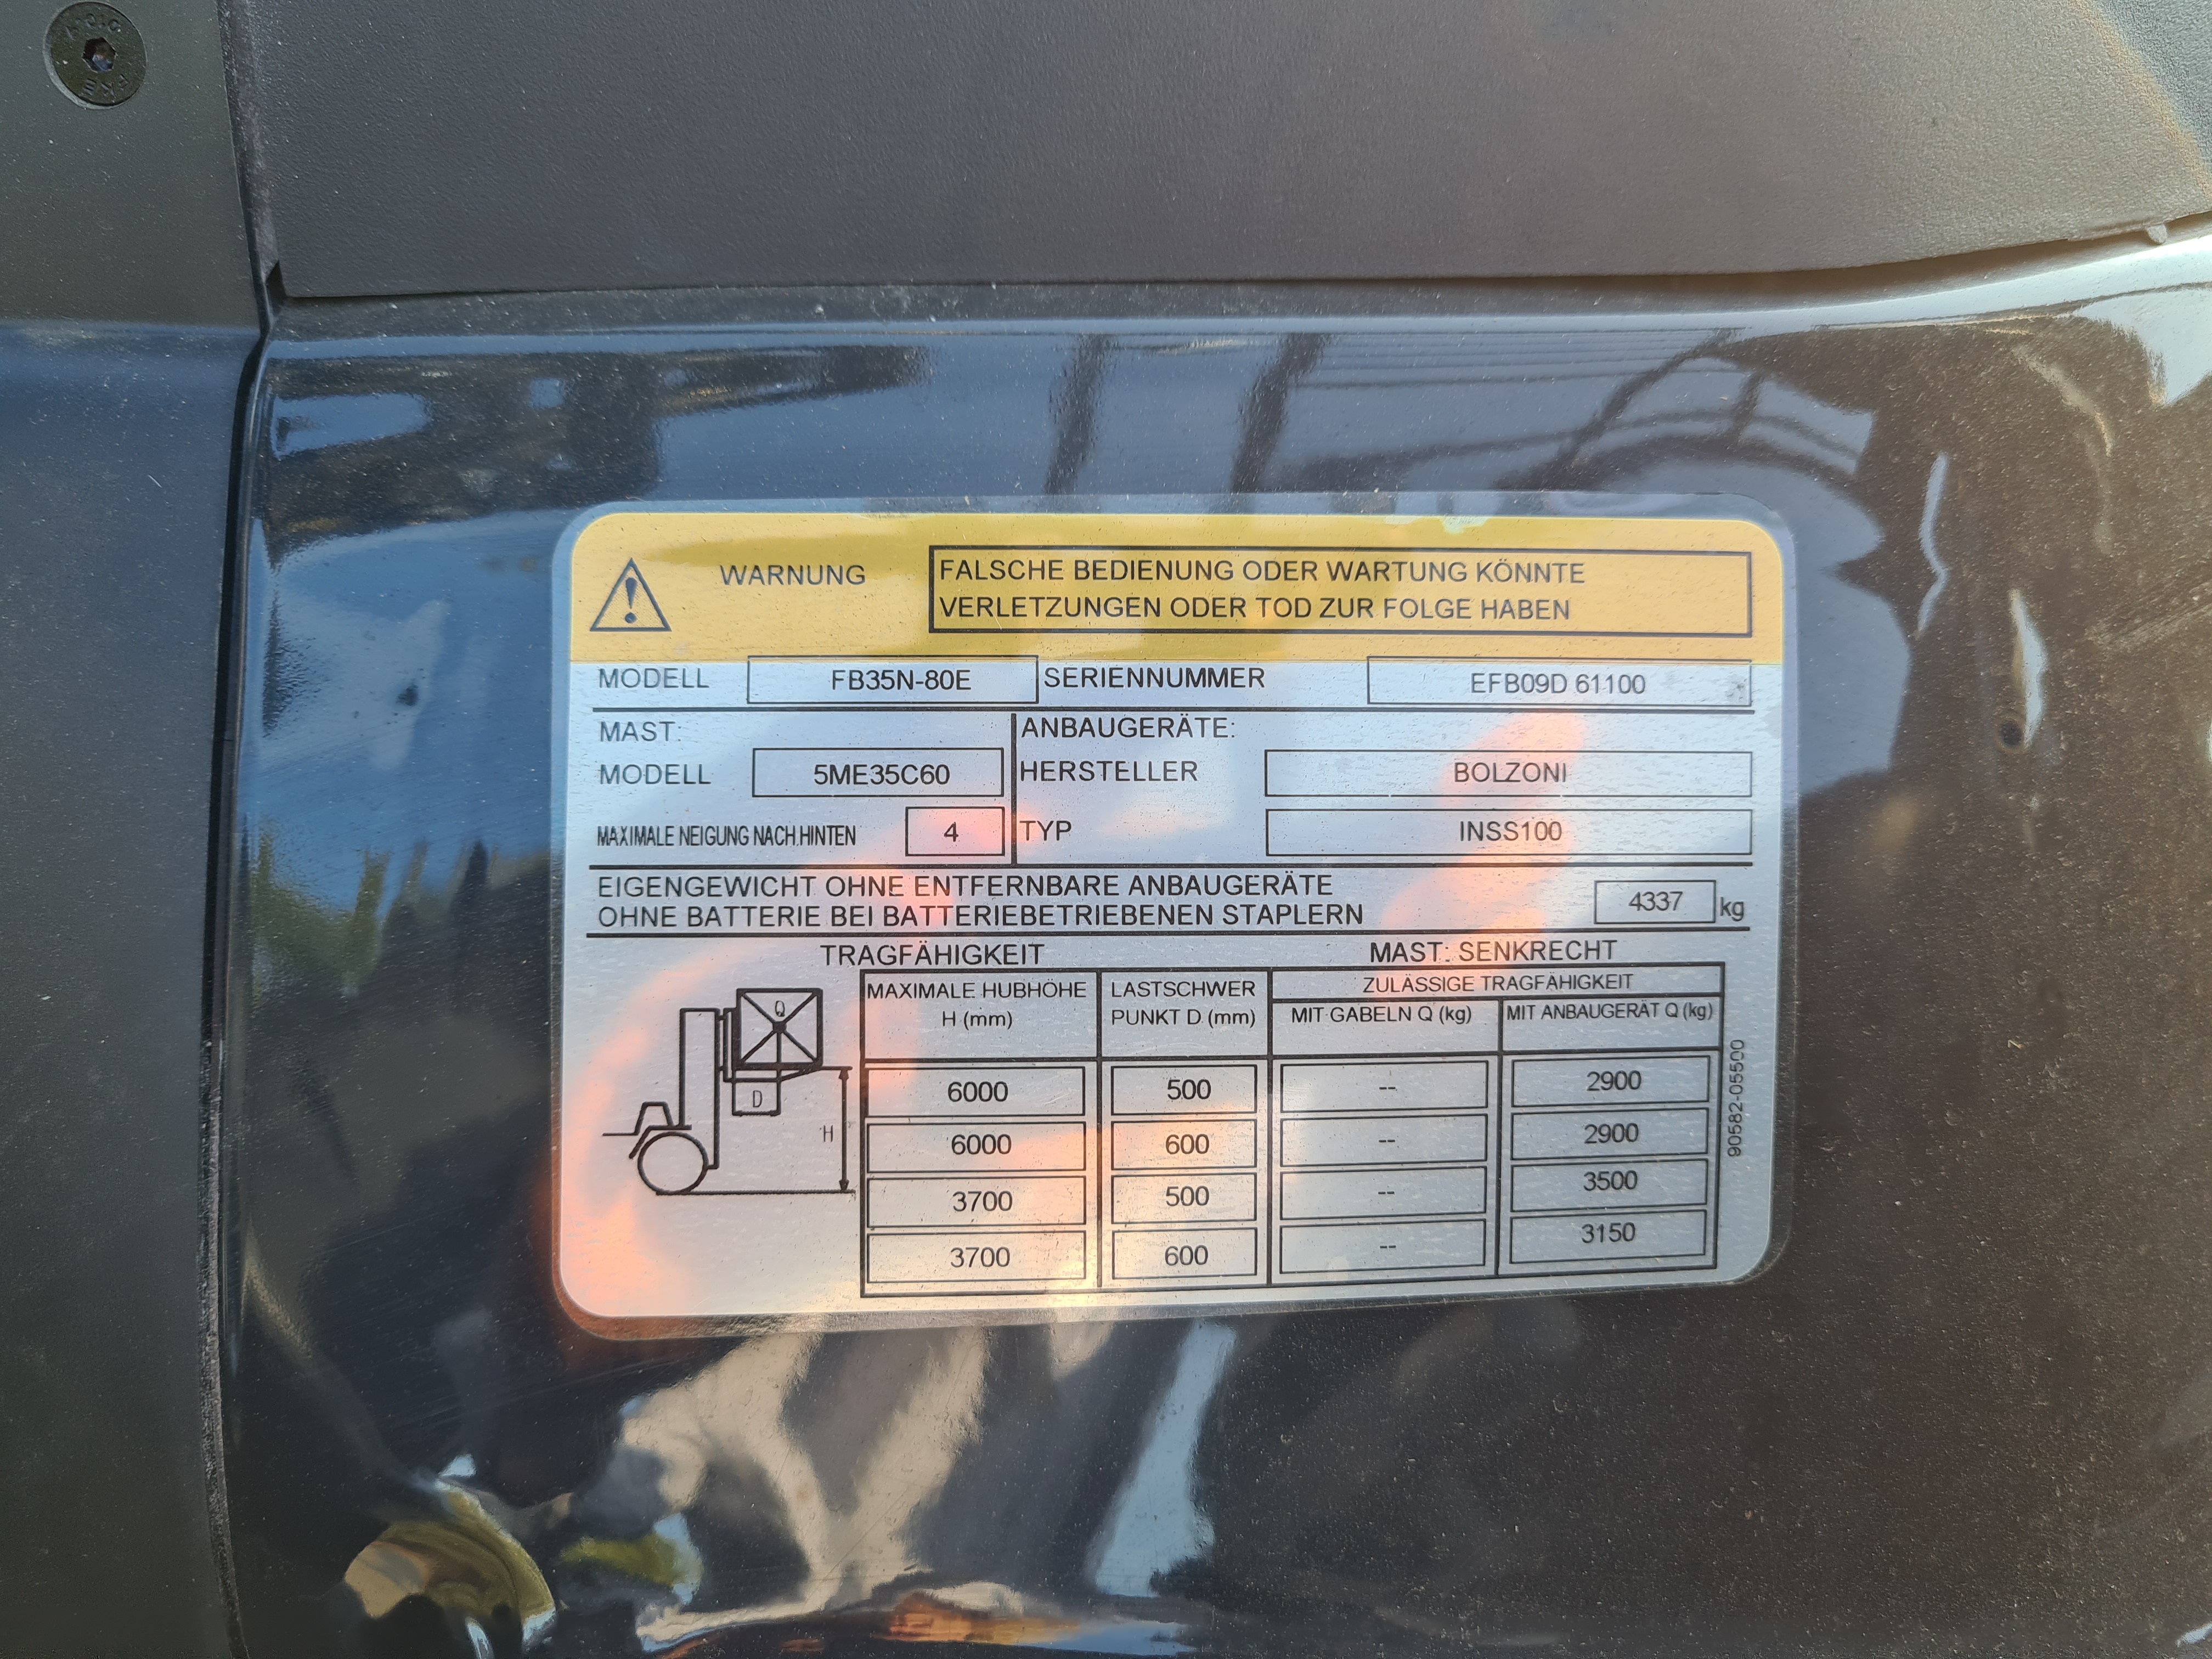 WARNUNG
FALSCHE BEDIENUNG ODER WARTUNG KÖNNTE
VERLETZUNGEN ODER TOD ZUR FOLGE HABEN
MODELL FB35N-80E SERIENNUMMER EFB09D 61100
MAST: ANBAUGERÄTE:
MODELL 5ME35C60 HERSTELLER BOLZONI
MAXIMALE NEIGUNG NACH HINTEN 4 TYP INSS100
EIGENGEWICHT OHNE ENTFERNBARE ANBAUGERÄTE
OHNE BATTERIE BEI BATTERIEBETRIEBENEN STAPLERN 4337 kg
TRAGFÄHIGKEIT MAST: SENKRECHT
MAXIMALE HUBHÖHE LASTSCHWER ZULÄSSIGE TRAGFÄHIGKEIT
H (mm) PUNKT D (mm) MIT GABELN Q (kg) MIT ANBAUGERÄT Q (kg)
6000 500 -- 2900
6000 600 -- 2900
3700 500 -- 3500
3700 600 -- 3150
Q
D
H
90582-05500